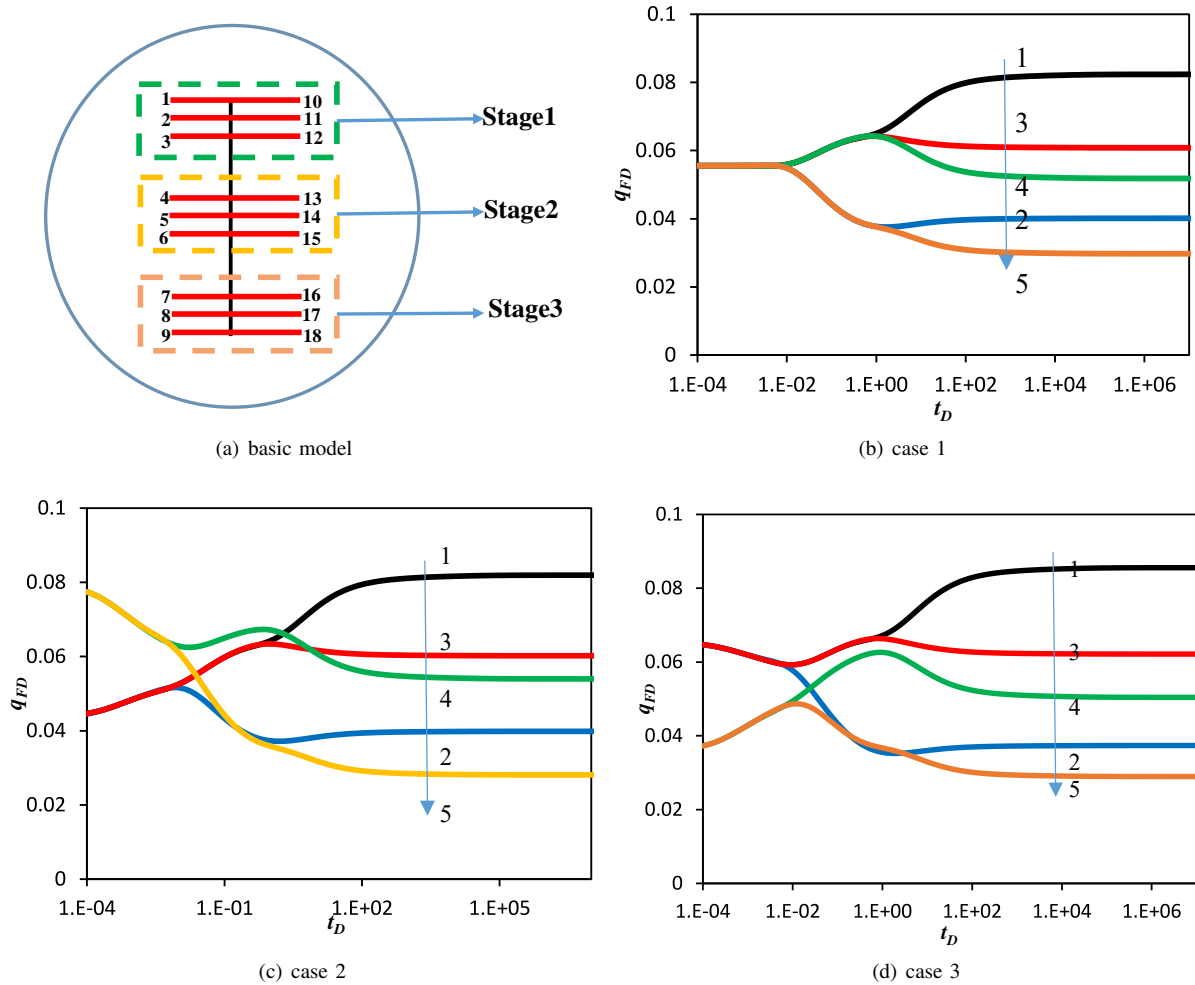 1 10
2 11
3 12
Stage1
4 13
5 14
6 15
Stage2
7 16
8 17
9 18
Stage3
(a) basic model
0.1
0.08
0.06
0.04
0.02
0
q_FD
1
3
4
2
5
1.E-04 1.E-02 1.E+00 1.E+02 1.E+04 1.E+06
t_D
(b) case 1
0.1
0.08
0.06
0.04
0.02
0
q_FD
1
3
4
2
5
1.E-04 1.E-01 1.E+02 1.E+05
t_D
(c) case 2
0.1
0.08
0.06
0.04
0.02
0
q_FD
1
3
4
2
5
1.E-04 1.E-02 1.E+00 1.E+02 1.E+04 1.E+06
t_D
(d) case 3